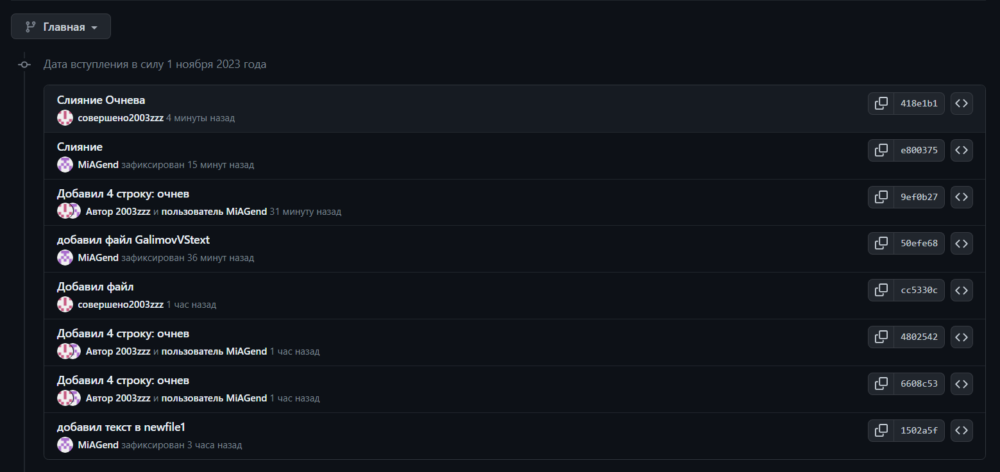 Главная
Дата вступления в силу 1 ноября 2023 года
Слияние Очнева
418e1b1
совершено2003zzz 4 минуты назад
Слияние
e800375
MiAGend зафиксирован 15 минут назад
Добавил 4 строку: очнев
9ef0b27
Автор 2003zzz и пользователь MiAGend 31 минуту назад
добавил файл GalimovVStext
50efe68
MiAGend зафиксирован 36 минут назад
Добавил файл
cc5330c
совершено2003zzz 1 час назад
Добавил 4 строку: очнев
4802542
Автор 2003zzz и пользователь MiAGend 1 час назад
Добавил 4 строку: очнев
6608c53
Автор 2003zzz и пользователь MiAGend 1 час назад
добавил текст в newfile1
1502a5f
MiAGend зафиксирован 3 часа назад